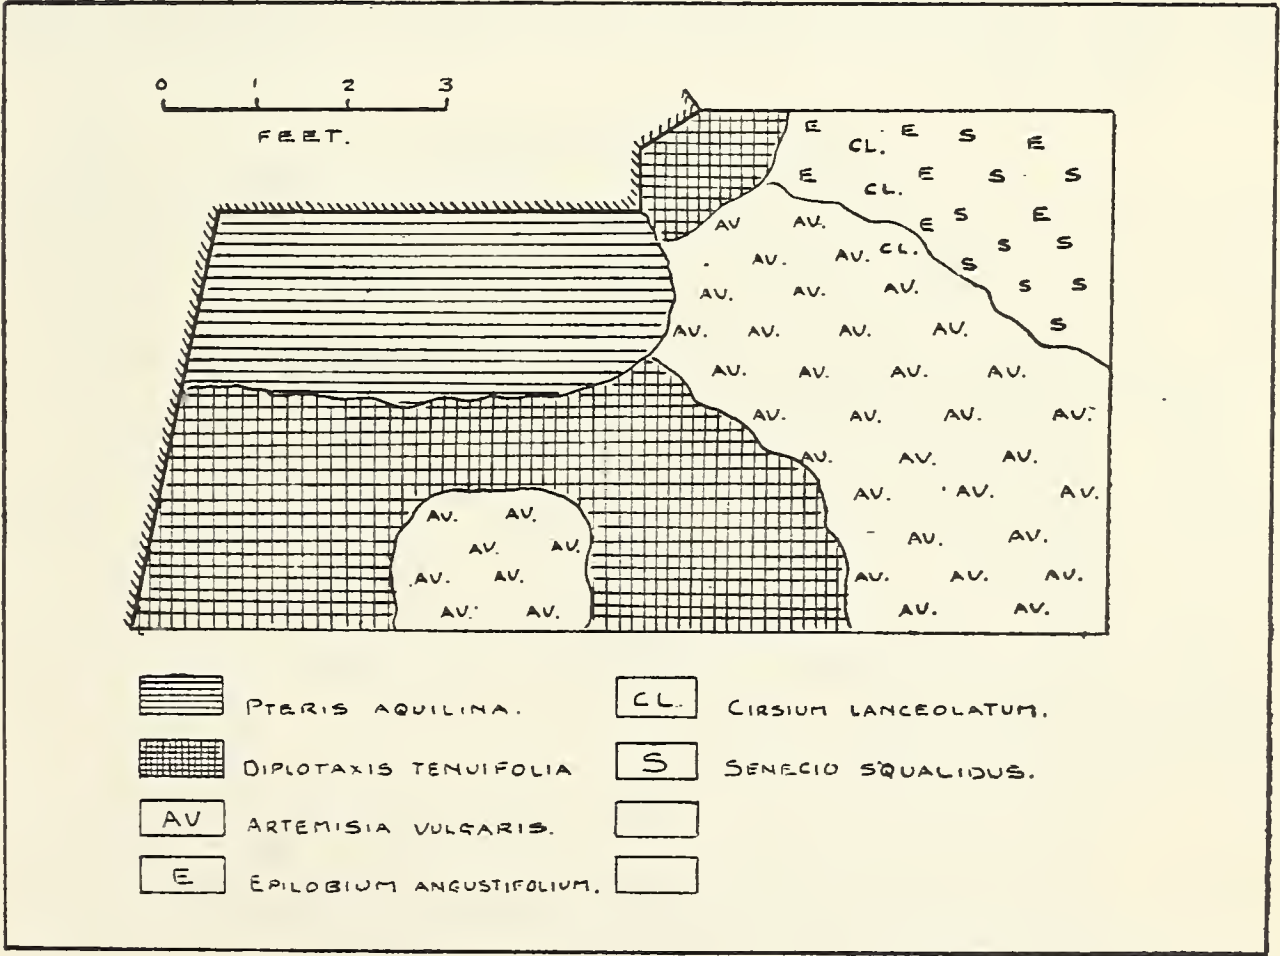 0 1 2 3
FEET.
E E S E
CL.
E E S S
CL.
AV AV. E S E
AV. AV. CL. S S S
AV. AV. AV. S S
AV. AV. AV. AV. S
AV. AV. AV. AV.
AV. AV. AV. AV.
AV. AV. AV.
AV. AV. AV.
AV. AV. AV. AV.
AV. AV. AV. AV.
AV. AV. AV. AV. AV.
AV. AV. AV. AV.
PTERIS AQUILINA.
DIPLOTAXIS TENUIFOLIA
AV ARTEMISIA VULGARIS.
E EPILOBIUM ANGUSTIFOLIUM.
CL. CIRSIUM LANCEOLATUM.
S SENECIO SQUALIDUS.